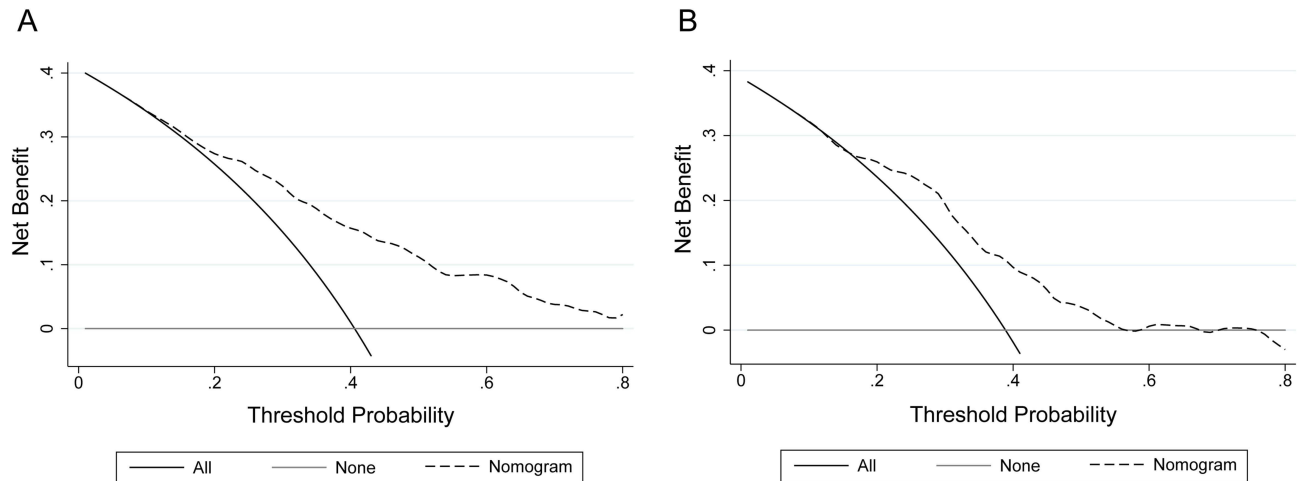 A
Net Benefit
.4
.3
.2
.1
0
0 .2 .4 .6 .8
Threshold Probability
All None Nomogram
B
Net Benefit
.4
.3
.2
.1
0
0 .2 .4 .6 .8
Threshold Probability
All None Nomogram